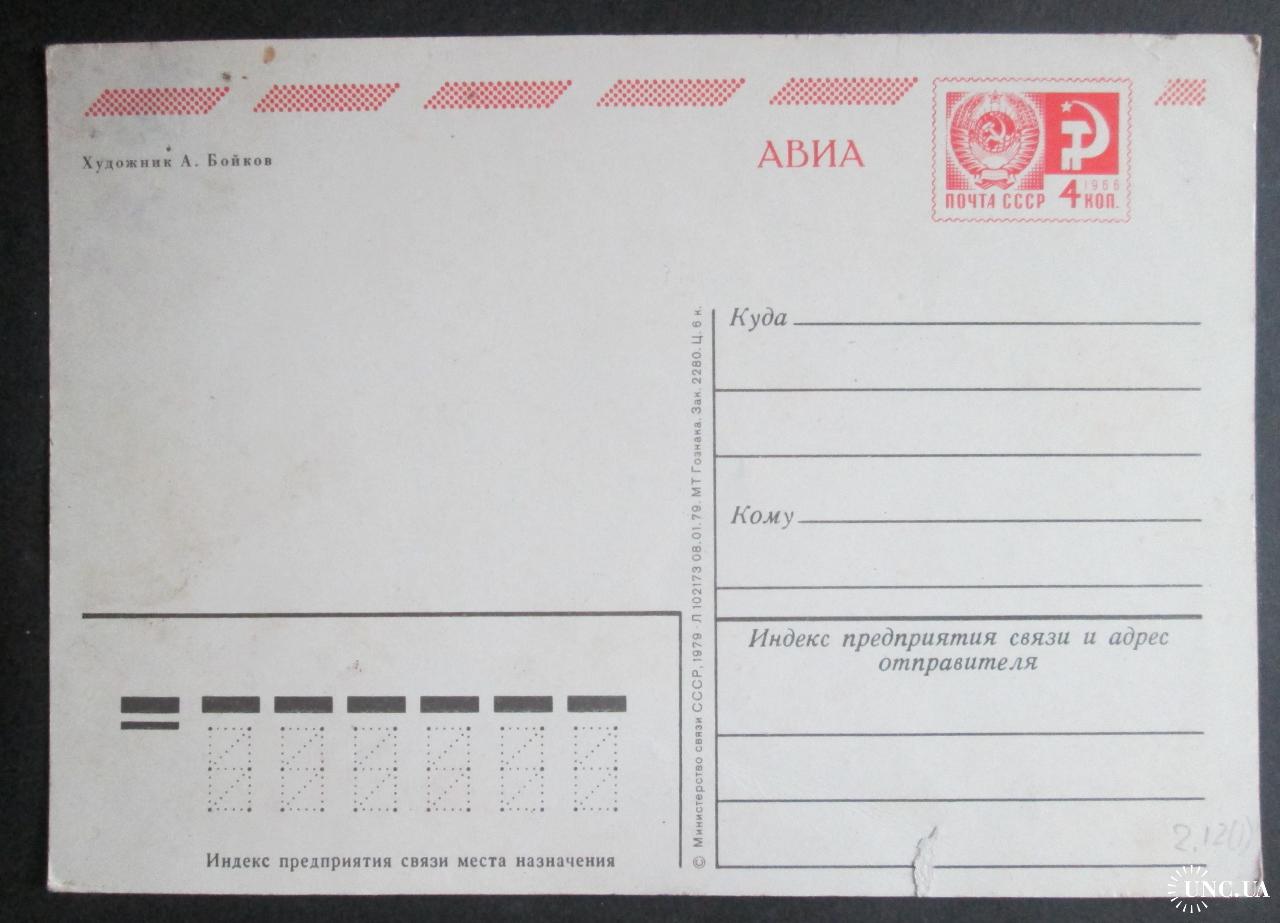 Художник А. Бойков
АВИА
1966
ПОЧТА СССР 4 КОП.
Куда
Кому
Индекс предприятия связи и адрес
отправителя
© Министерство связи СССР, 1979 · Л 102173 08.01.79. МТ Гознака. Зак. 2280. Ц. 6 к.
Индекс предприятия связи места назначения
2.12(1)
UNC.UA